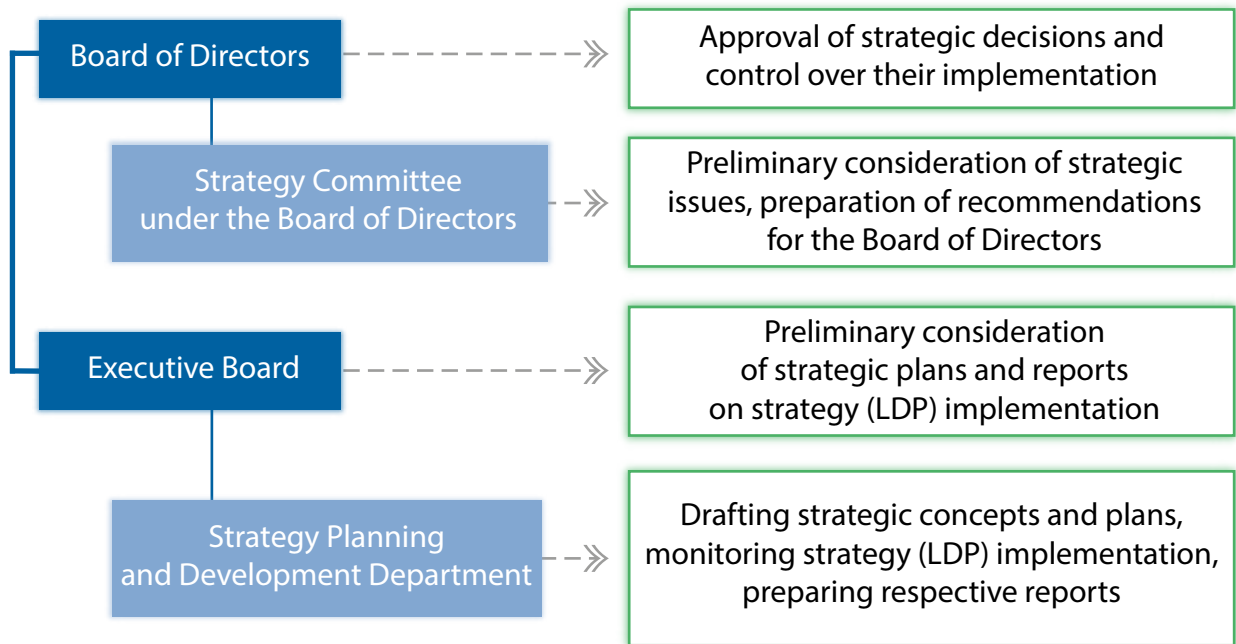 Board of Directors
Approval of strategic decisions and
control over their implementation
Strategy Committee
under the Board of Directors
Preliminary consideration of strategic
issues, preparation of recommendations
for the Board of Directors
Executive Board
Preliminary consideration
of strategic plans and reports
on strategy (LDP) implementation
Strategy Planning
and Development Department
Drafting strategic concepts and plans,
monitoring strategy (LDP) implementation,
preparing respective reports